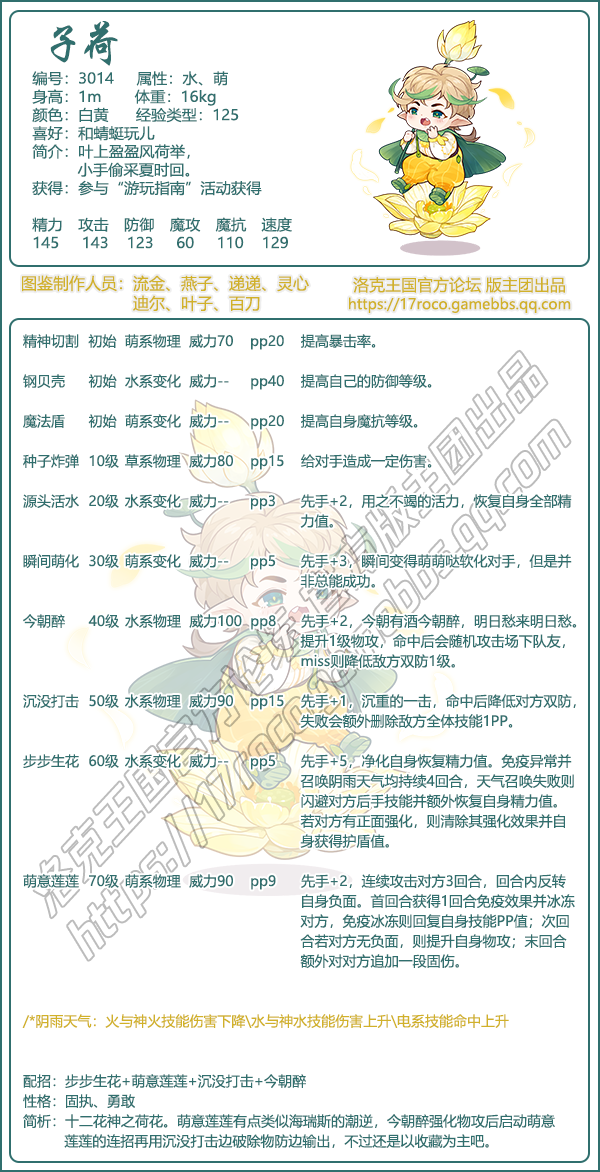 子荷
编号：3014 属性：水、萌
身高：1m 体重：16kg
颜色：白黄 经验类型：125
喜好：和蜻蜓玩儿
简介：叶上盈盈风荷举，
小手偷采夏时回。
获得：参与“游玩指南”活动获得
精力 攻击 防御 魔攻 魔抗 速度
145 143 123 60 110 129
图鉴制作人员：流金、燕子、递递、灵心
迪尔、叶子、百刀
洛克王国官方论坛 版主团出品
https://17roco.gamebbs.qq.com
精神切割 初始 萌系物理 威力70 pp20 提高暴击率。
钢贝壳 初始 水系变化 威力-- pp40 提高自己的防御等级。
魔法盾 初始 萌系变化 威力-- pp20 提高自身魔抗等级。
种子炸弹 10级 草系物理 威力80 pp15 给对手造成一定伤害。
源头活水 20级 水系变化 威力-- pp3 先手+2，用之不竭的活力，恢复自身全部精
力值。
瞬间萌化 30级 萌系变化 威力-- pp5 先手+3，瞬间变得萌萌哒软化对手，但是并
非总能成功。
今朝醉 40级 水系物理 威力100 pp8 先手+2，今朝有酒今朝醉，明日愁来明日愁。
提升1级物攻，命中后会随机攻击场下队友，
miss则降低敌方双防1级。
沉没打击 50级 水系物理 威力90 pp15 先手+1，沉重的一击，命中后降低对方双防，
失败会额外删除敌方全体技能1PP。
步步生花 60级 水系变化 威力-- pp5 先手+5，净化自身恢复精力值。免疫异常并
召唤阴雨天气均持续4回合，天气召唤失败则
闪避对方后手技能并额外恢复自身精力值。
若对方有正面强化，则清除其强化效果并自
身获得护盾值。
萌意莲莲 70级 萌系物理 威力90 pp9 先手+2，连续攻击对方3回合，回合内反转
自身负面。首回合获得1回合免疫效果并冰冻
对方，免疫冰冻则回复自身技能PP值；次回
合若对方无负面，则提升自身物攻；末回合
额外对对方追加一段固伤。
洛克王国官方论坛 官方版主团出品
https://17roco.gamebbs.qq.com
/*阴雨天气：火与神火技能伤害下降\水与神水技能伤害上升\电系技能命中上升
配招：步步生花+萌意莲莲+沉没打击+今朝醉
性格：固执、勇敢
简析：十二花神之荷花。萌意莲莲有点类似海瑞斯的潮逆，今朝醉强化物攻后启动萌意
莲莲的连招再用沉没打击边破除物防边输出，不过还是以收藏为主吧。